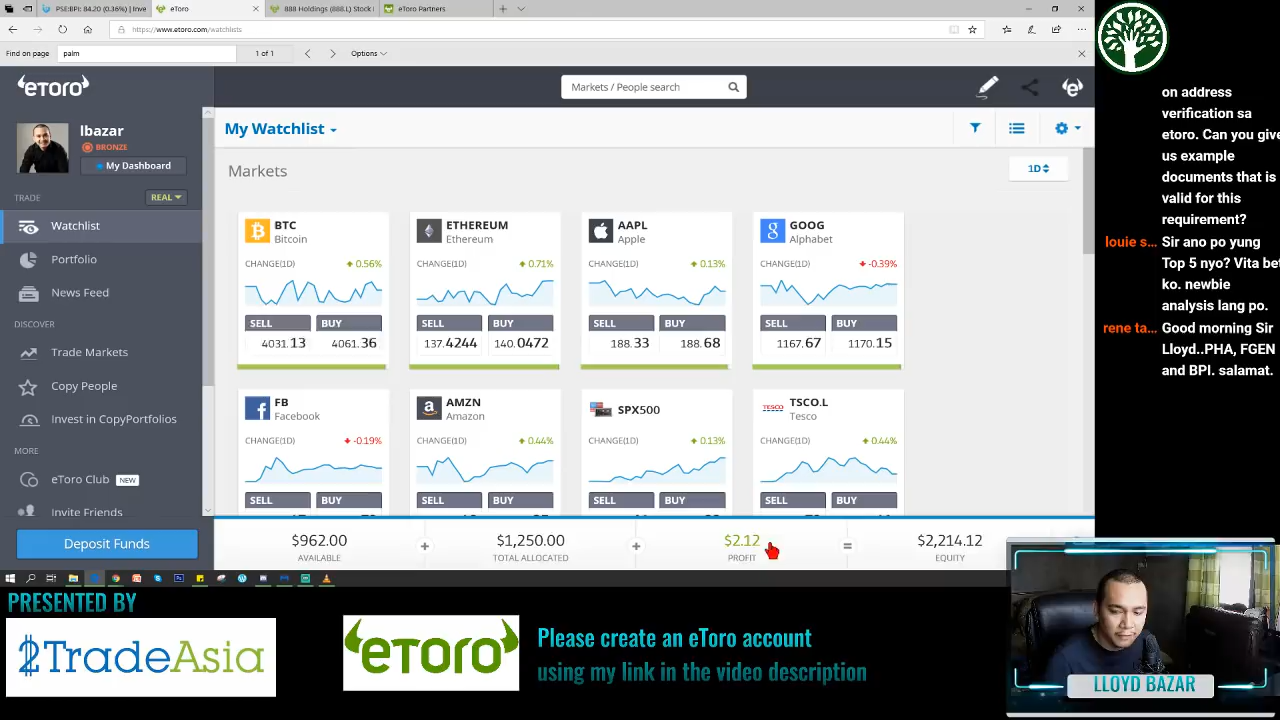 PSE:BPI: 84.20 (0.36%) | Inve
eToro
888 Holdings (888.L) Stock
eToro Partners
https://www.etoro.com/watchlists
Find on page
palm
1 of 1
Options
eToro
Markets / People search
lbazar
BRONZE
My Dashboard
TRADE
REAL
Watchlist
Portfolio
News Feed
DISCOVER
Trade Markets
Copy People
Invest in CopyPortfolios
MORE
eToro Club NEW
Invite Friends
Deposit Funds
My Watchlist
Markets
1D
BTC
Bitcoin
CHANGE(1D) 0.56%
SELL BUY
4031.13 4061.36
ETHEREUM
Ethereum
CHANGE(1D) 0.71%
SELL BUY
137.4244 140.0472
AAPL
Apple
CHANGE(1D) 0.13%
SELL BUY
188.33 188.68
GOOG
Alphabet
CHANGE(1D) -0.39%
SELL BUY
1167.67 1170.15
FB
Facebook
CHANGE(1D) -0.19%
SELL BUY
AMZN
Amazon
CHANGE(1D) 0.44%
SELL BUY
SPX500
CHANGE(1D) 0.13%
SELL BUY
TESCO
TSCO.L
Tesco
CHANGE(1D) 0.44%
SELL BUY
$962.00
AVAILABLE
+
$1,250.00
TOTAL ALLOCATED
+
$2.12
PROFIT
=
$2,214.12
EQUITY
on address
verification sa
etoro. Can you give
us example
documents that is
valid for this
requirement?
louie s... Sir ano po yung
Top 5 nyo? Vita bet
ko. newbie
analysis lang po.
rene ta... Good morning Sir
Lloyd..PHA, FGEN
and BPI. salamat.
PRESENTED BY
2TradeAsia
eToro
Please create an eToro account
using my link in the video description
LLOYD BAZAR